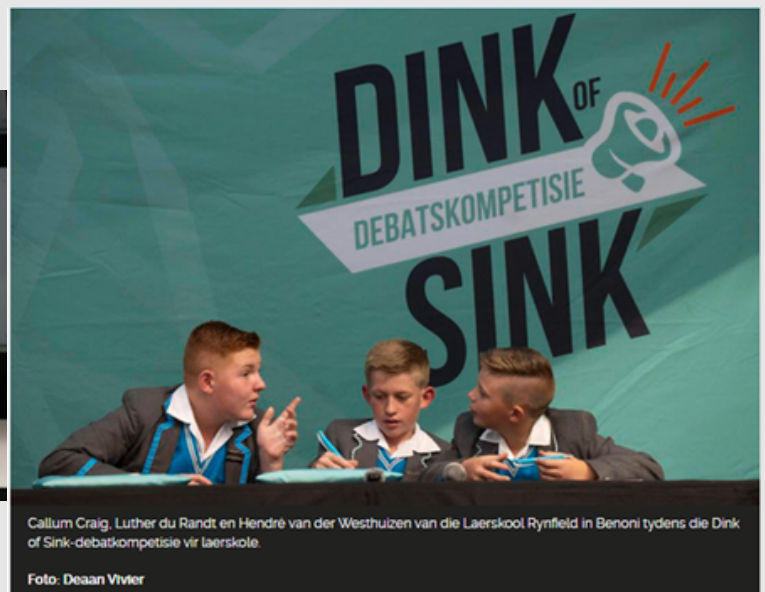 DINK OF
DEBATSKOMPETISIE
SINK
Callum Craig, Luther du Randt en Hendré van der Westhuizen van die Laerskool Rynfield in Benoni tydens die Dink
of Sink-debatkompetisie vir laerskole.
Foto: Deaan Vivier